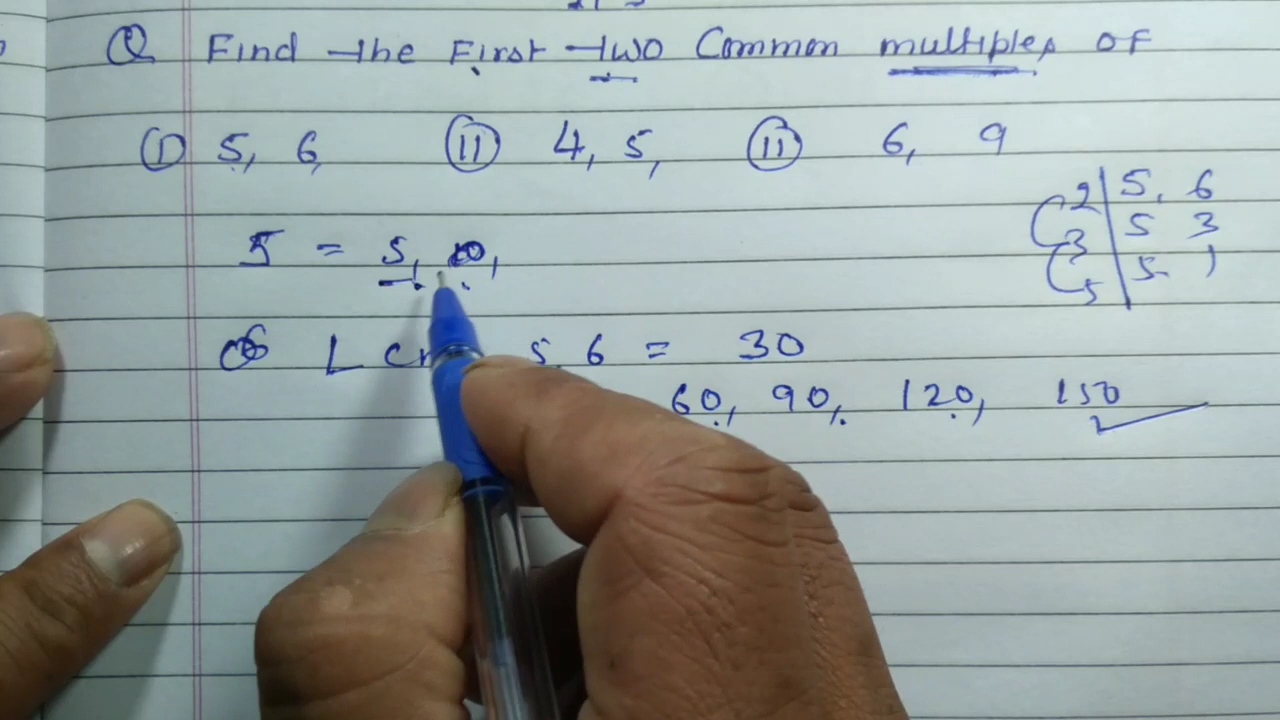 Q Find the First two Common multiples of
(I) 5, 6, (II) 4, 5, (II) 6, 9
2 | 5, 6
3 | 5 3
5 | 5 1
5 = 5, 10,
5, 6 = 30
60, 90, 120, 150